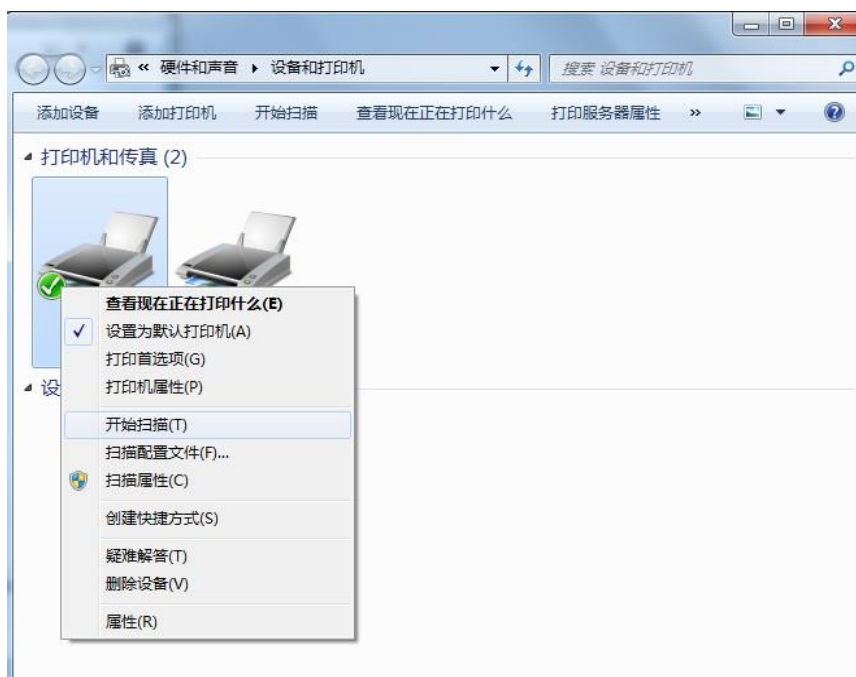 « 硬件和声音 ▸ 设备和打印机
搜索 设备和打印机
添加设备 添加打印机 开始扫描 查看现在正在打印什么 打印服务器属性 »
打印机和传真 (2)
查看现在正在打印什么(E)
设置为默认打印机(A)
打印首选项(G)
打印机属性(P)
设
开始扫描(T)
扫描配置文件(F)...
扫描属性(C)
创建快捷方式(S)
疑难解答(T)
删除设备(V)
属性(R)